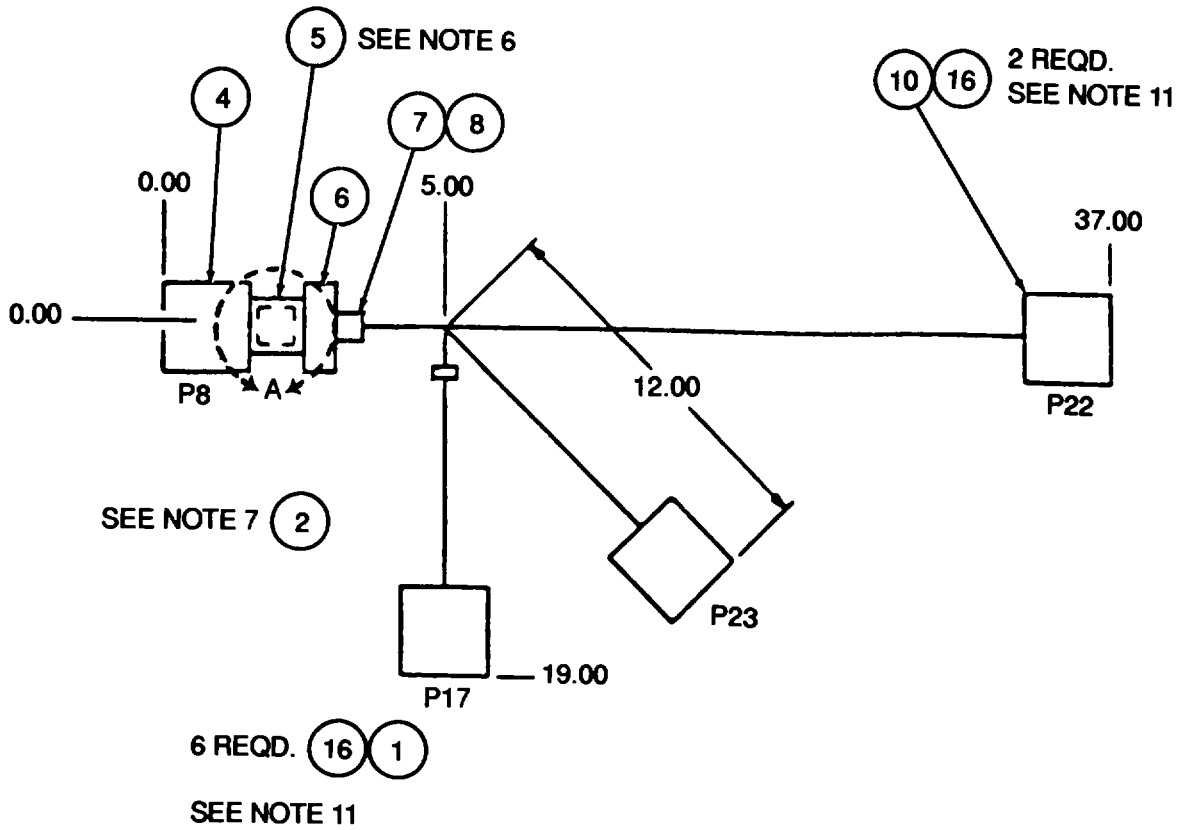 5 SEE NOTE 6
4
7 8
10 16 2 REQD.
SEE NOTE 11
0.00
6
5.00
37.00
0.00
P8
A
12.00
P22
SEE NOTE 7 2
P23
P17
19.00
6 REQD. 16 1
SEE NOTE 11